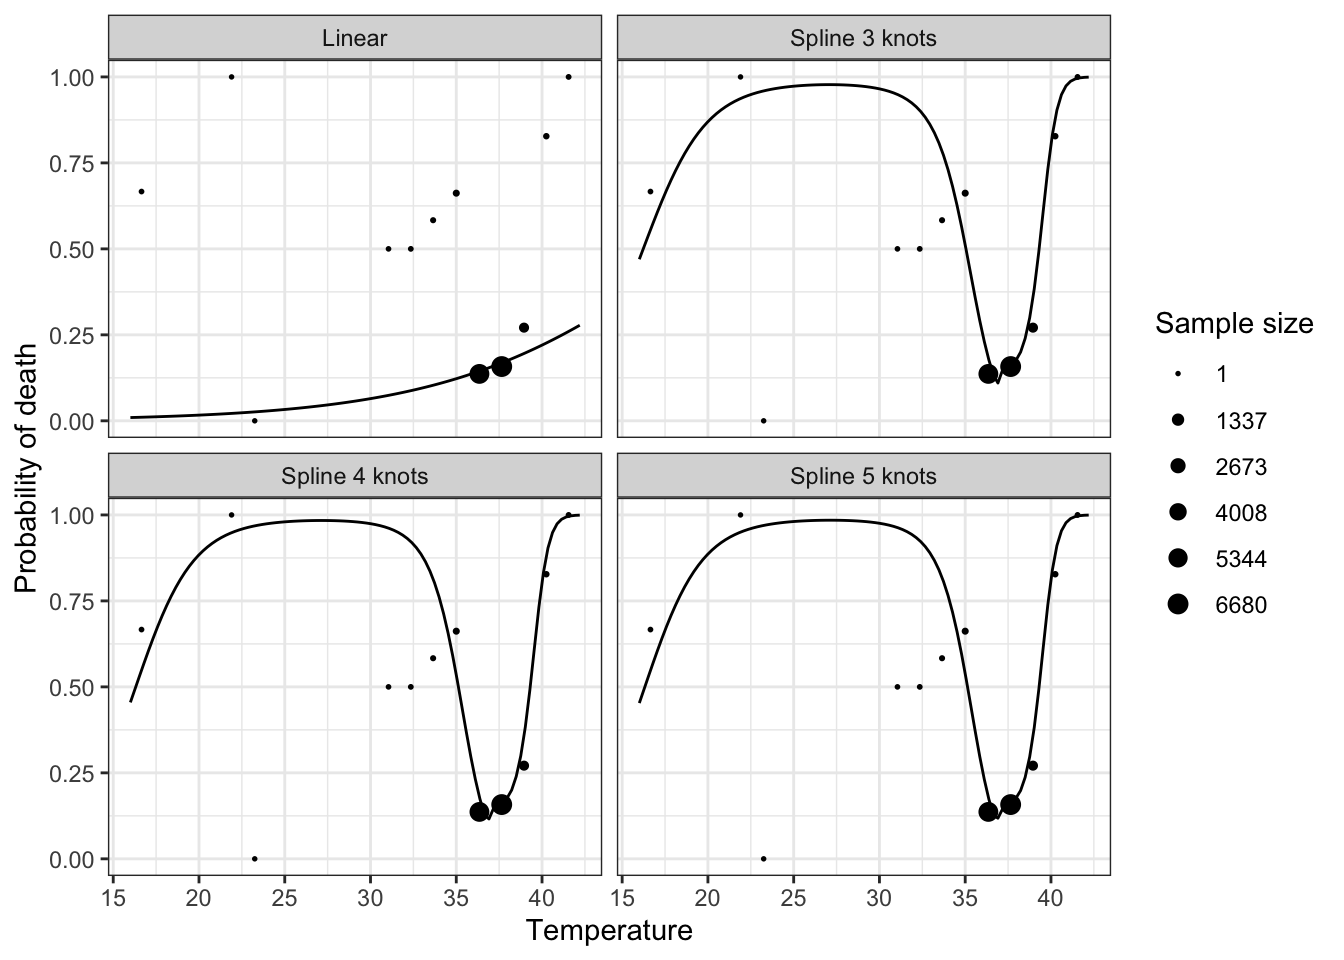 Linear
Spline 3 knots
1.00
0.75
0.50
0.25
0.00
Spline 4 knots
Spline 5 knots
1.00
0.75
0.50
0.25
0.00
15 20 25 30 35 40
15 20 25 30 35 40
Temperature
Probability of death
Sample size
1
1337
2673
4008
5344
6680